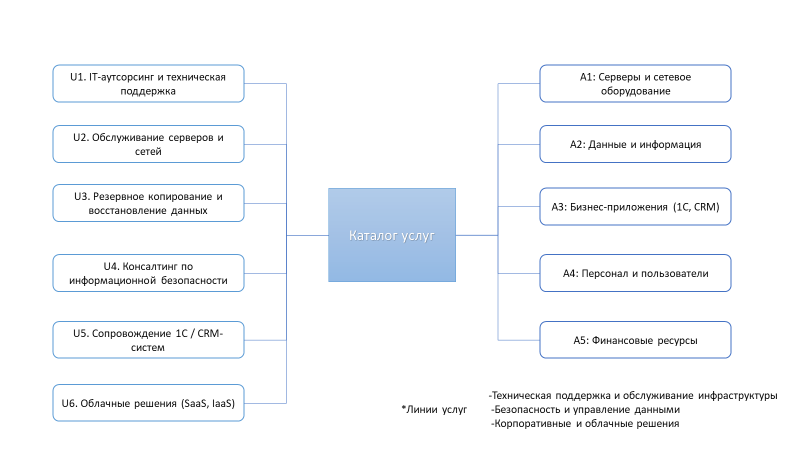 U1. IT-аутсорсинг и техническая
поддержка
U2. Обслуживание серверов и
сетей
U3. Резервное копирование и
восстановление данных
U4. Консалтинг по
информационной безопасности
U5. Сопровождение 1С / CRM-
систем
U6. Облачные решения (SaaS, IaaS)
Каталог услуг
A1: Серверы и сетевое
оборудование
A2: Данные и информация
A3: Бизнес-приложения (1С, CRM)
A4: Персонал и пользователи
A5: Финансовые ресурсы
*Линии услуг
-Техническая поддержка и обслуживание инфраструктуры
-Безопасность и управление данными
-Корпоративные и облачные решения